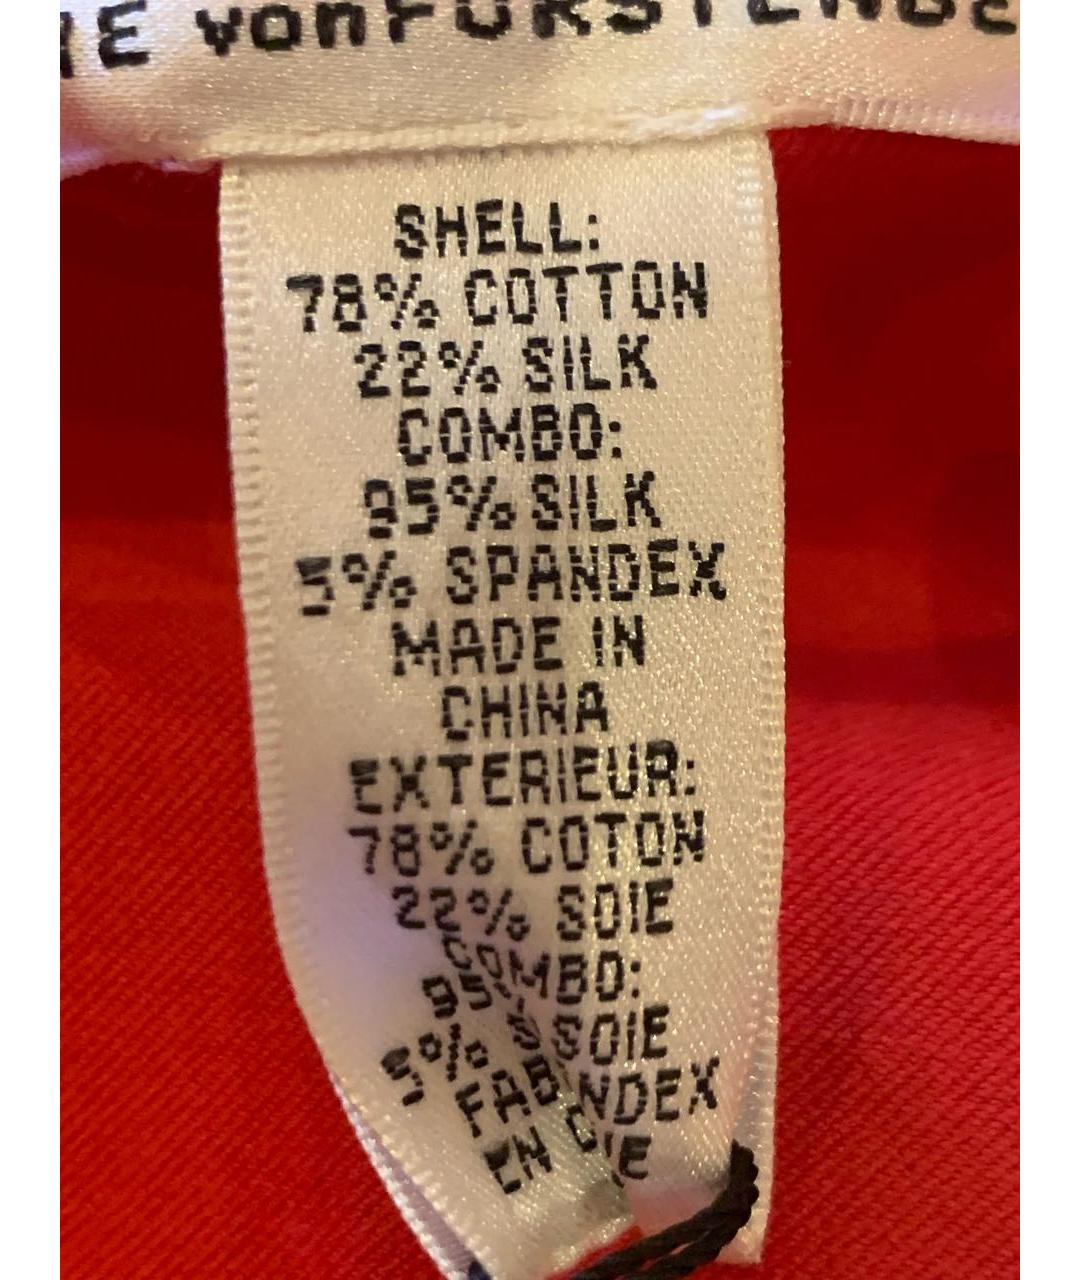 vonFURSTENBE
SHELL:
78% COTTON
22% SILK
COMBO:
95% SILK
5% SPANDEX
MADE IN
CHINA
EXTERIEUR:
78% COTON
22% SOIE
COMBO:
95% SOIE
5%
EN